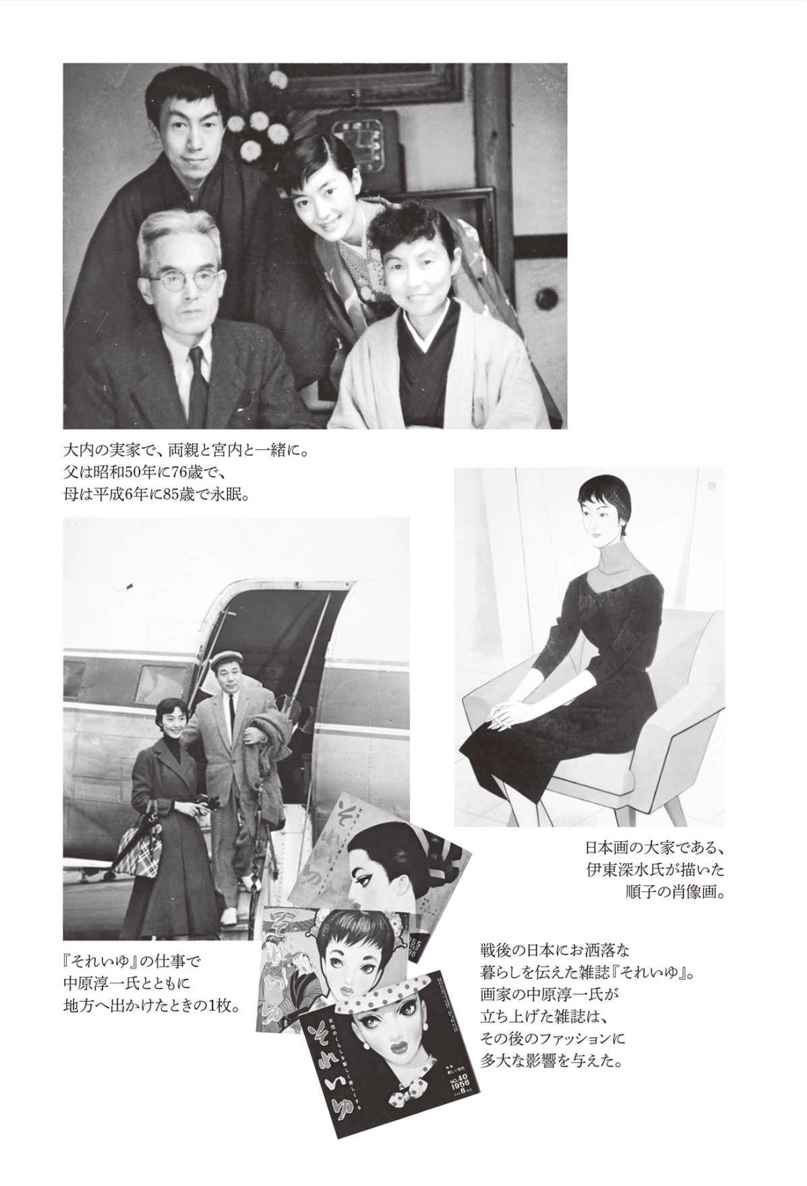 大内の実家で、両親と宮内と一緒に。
父は昭和50年に76歳で、
母は平成6年に85歳で永眠。
日本画の大家である、
伊東深水氏が描いた
順子の肖像画。
『それいゆ』の仕事で
中原淳一氏とともに
地方へ出かけたときの1枚。
戦後の日本にお洒落な
暮らしを伝えた雑誌『それいゆ』。
画家の中原淳一氏が
立ち上げた雑誌は、
その後のファッションに
多大な影響を与えた。
それいゆ
それいゆ
NO.40
1956